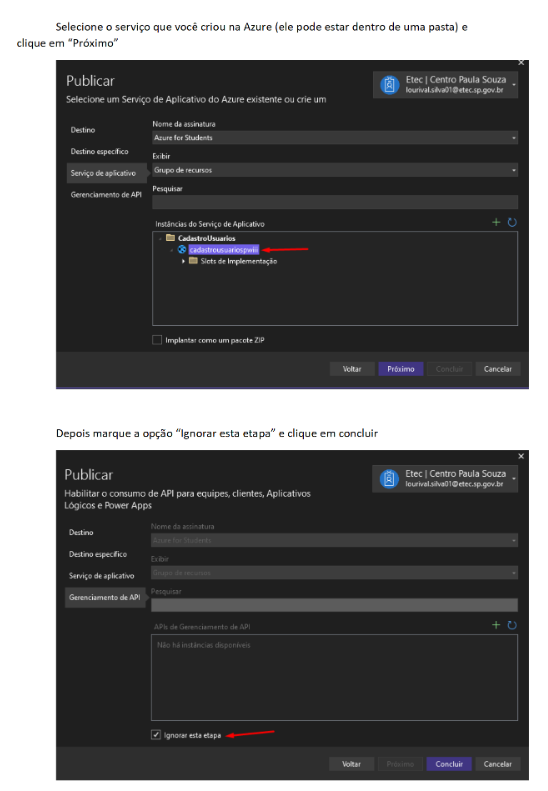 Selecione o serviço que você criou na Azure (ele pode estar dentro de uma pasta) e
clique em “Próximo”
Publicar
Selecione um Serviço de Aplicativo do Azure existente ou crie um
Etec | Centro Paula Souza
lourival.silva01@etec.sp.gov.br
Destino
Destino específico
Serviço de aplicativo
Gerenciamento de API
Nome da assinatura
Azure for Students
Exibir
Grupo de recursos
Pesquisar
Instâncias do Serviço de Aplicativo
CadastroUsuarios
cadastrousuariospwiii
Slots de Implementação
Implantar como um pacote ZIP
Voltar
Próximo
Concluir
Cancelar
Depois marque a opção “Ignorar esta etapa” e clique em concluir
Publicar
Habilitar o consumo de API para equipes, clientes, Aplicativos
Lógicos e Power Apps
Etec | Centro Paula Souza
lourival.silva01@etec.sp.gov.br
Destino
Destino específico
Serviço de aplicativo
Gerenciamento de API
Nome da assinatura
Azure for Students
Exibir
Grupo de recursos
Pesquisar
APIs de Gerenciamento de API
Não há instâncias disponíveis
Ignorar esta etapa
Voltar
Próximo
Concluir
Cancelar